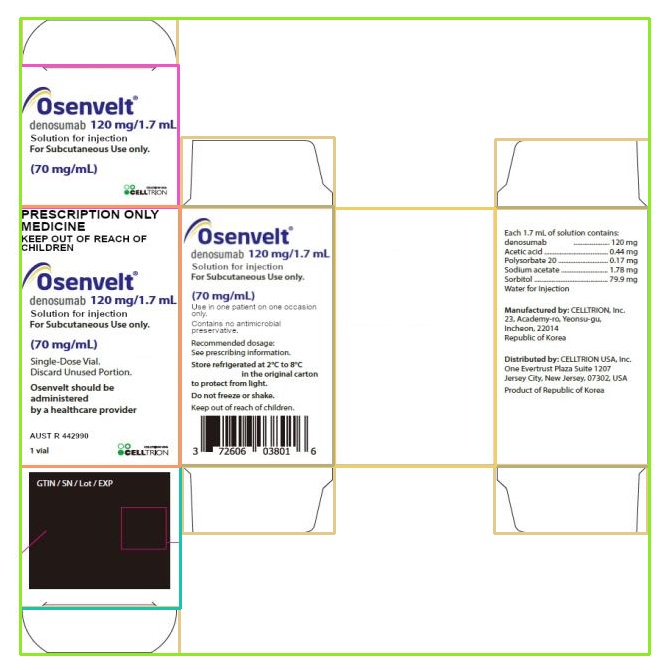 Osenvelt®
denosumab 120 mg/1.7 mL
Solution for injection
For Subcutaneous Use only.
(70 mg/mL)
CELLTRION
PRESCRIPTION ONLY
MEDICINE
KEEP OUT OF REACH OF
CHILDREN
Osenvelt®
denosumab 120 mg/1.7 mL
Solution for injection
For Subcutaneous Use only.
(70 mg/mL)
Single-Dose Vial.
Discard Unused Portion.
Osenvelt should be
administered
by a healthcare provider
AUST R 442990
1 vial
CELLTRION
Osenvelt®
denosumab 120 mg/1.7 mL
Solution for injection
For Subcutaneous Use only.
(70 mg/mL)
Use in one patient on one occasion
only.
Contains no antimicrobial
preservative.
Recommended dosage:
See prescribing information.
Store refrigerated at 2°C to 8°C
in the original carton
to protect from light.
Do not freeze or shake.
Keep out of reach of children.
3 72606 03801 6
Each 1.7 mL of solution contains:
denosumab .................. 120 mg
Acetic acid .................. 0.44 mg
Polysorbate 20 .................. 0.17 mg
Sodium acetate .................. 1.78 mg
Sorbitol .................. 79.9 mg
Water for Injection
Manufactured by: CELLTRION, Inc.
23, Academy-ro, Yeonsu-gu,
Incheon, 22014
Republic of Korea
Distributed by: CELLTRION USA, Inc.
One Evertrust Plaza Suite 1207
Jersey City, New Jersey, 07302, USA
Product of Republic of Korea
GTIN / SN / Lot / EXP